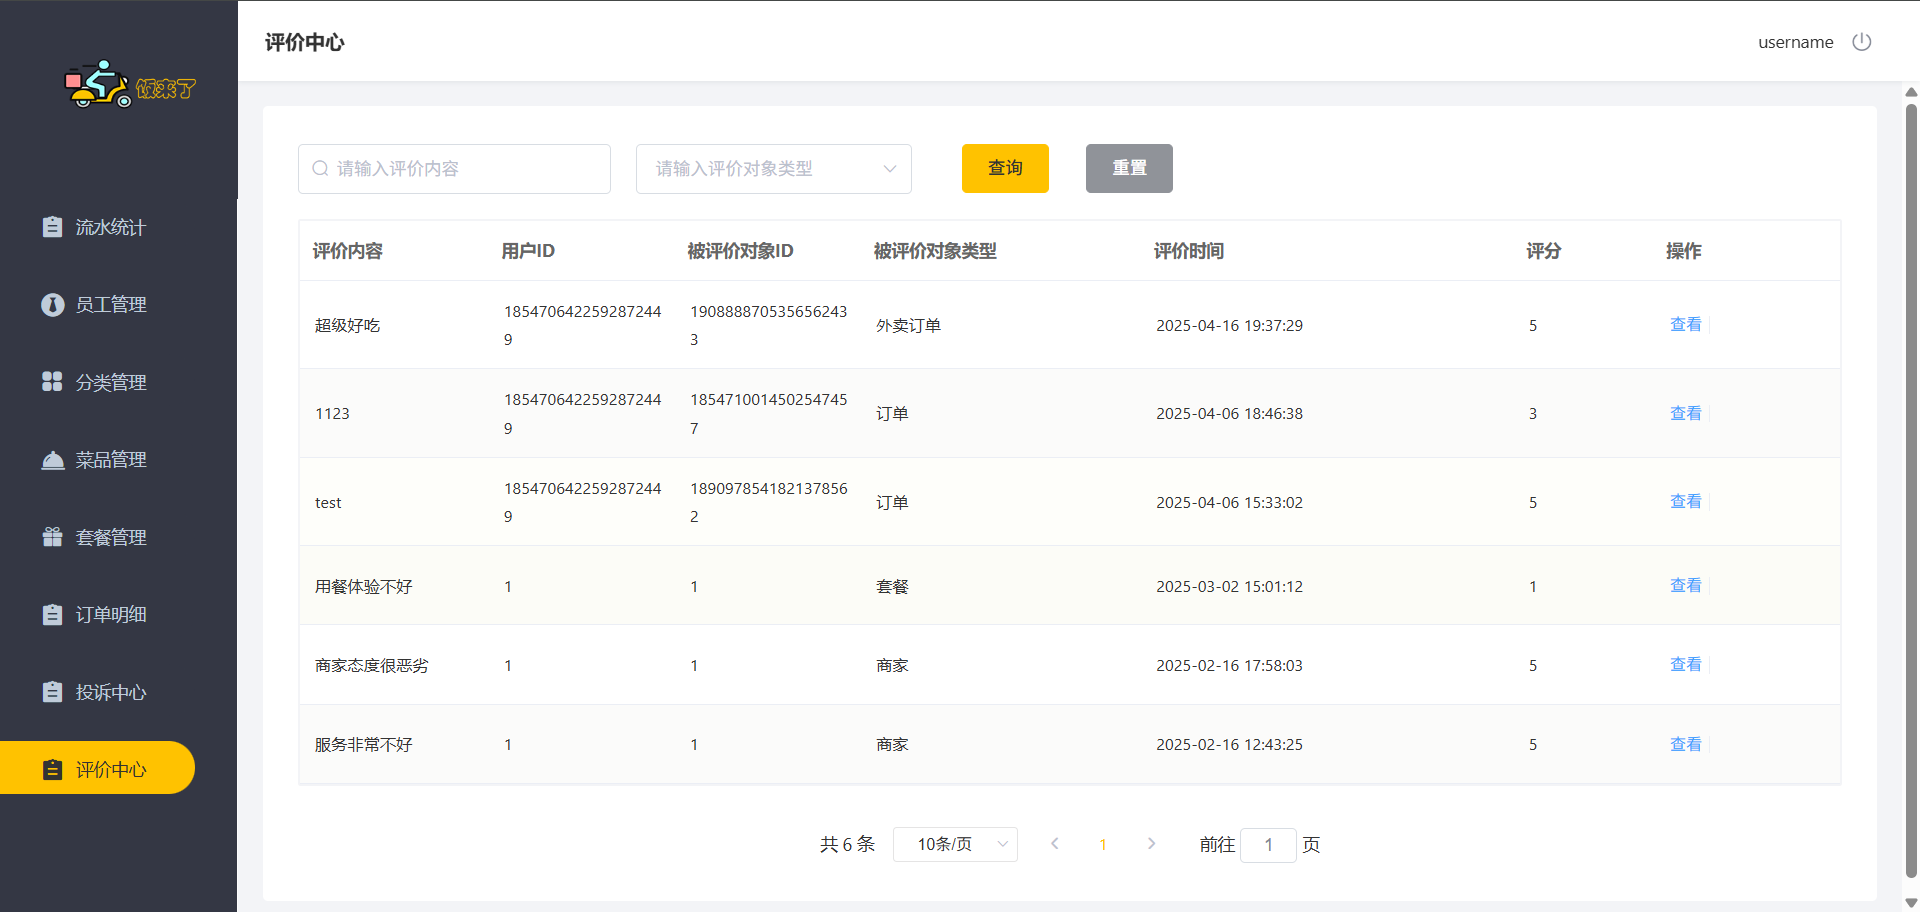 饭来了
流水统计
员工管理
分类管理
菜品管理
套餐管理
订单明细
投诉中心
评价中心
评价中心
username
请输入评价内容
请输入评价对象类型
查询
重置
评价内容 用户ID 被评价对象ID 被评价对象类型 评价时间 评分 操作
超级好吃 1854706422592872449 1908888705356562433 外卖订单 2025-04-16 19:37:29 5 查看
1123 1854706422592872449 1854710014502547457 订单 2025-04-06 18:46:38 3 查看
test 1854706422592872449 1890978541821378562 订单 2025-04-06 15:33:02 5 查看
用餐体验不好 1 1 套餐 2025-03-02 15:01:12 1 查看
商家态度很恶劣 1 1 商家 2025-02-16 17:58:03 5 查看
服务非常不好 1 1 商家 2025-02-16 12:43:25 5 查看
共 6 条 10条/页 1 前往 1 页